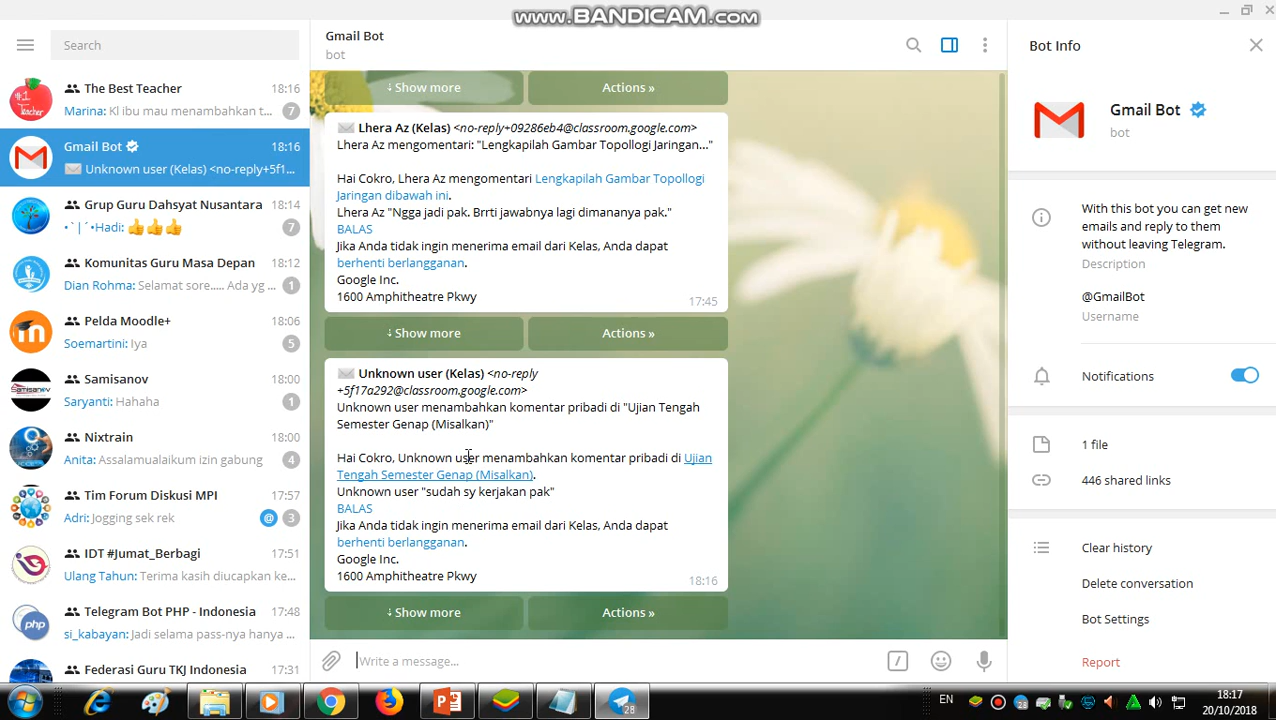 www.BANDICAM.com
Search
The Best Teacher 18:16
Marina: Kl ibu mau menambahkan t... 7
Gmail Bot 18:16
Unknown user (Kelas) <no-reply+5f1...
Grup Guru Dahsyat Nusantara 18:14
•`|´•Hadi: 👍👍👍 7
Komunitas Guru Masa Depan 18:12
Dian Rohma: Selamat sore..... Ada yg ... 1
Pelda Moodle+ 18:06
Soemartini: Iya 5
Samisanov 18:00
Saryanti: Hahaha 1
Nixtrain 18:00
Anita: Assalamualaikum izin gabung 4
Tim Forum Diskusi MPI 17:57
Adri: Jogging sek rek @ 3
IDT #Jumat_Berbagi 17:51
Ulang Tahun: Terima kasih diucapkan ke...
Telegram Bot PHP - Indonesia 17:48
si_kabayan: Jadi selama pass-nya hanya ...
Federasi Guru TKJ Indonesia 17:31
Gmail Bot
bot
↓ Show more
Actions »
Lhera Az (Kelas) <no-reply+09286eb4@classroom.google.com>
Lhera Az mengomentari: "Lengkapilah Gambar Topollogi Jaringan..."
Hai Cokro, Lhera Az mengomentari Lengkapilah Gambar Topollogi
Jaringan dibawah ini.
Lhera Az "Ngga jadi pak. Brrti jawabnya lagi dimananya pak."
BALAS
Jika Anda tidak ingin menerima email dari Kelas, Anda dapat
berhenti berlangganan.
Google Inc.
1600 Amphitheatre Pkwy
17:45
↓ Show more
Actions »
Unknown user (Kelas) <no-reply
+5f17a292@classroom.google.com>
Unknown user menambahkan komentar pribadi di "Ujian Tengah
Semester Genap (Misalkan)"
Hai Cokro, Unknown user menambahkan komentar pribadi di Ujian
Tengah Semester Genap (Misalkan).
Unknown user "sudah sy kerjakan pak"
BALAS
Jika Anda tidak ingin menerima email dari Kelas, Anda dapat
berhenti berlangganan.
Google Inc.
1600 Amphitheatre Pkwy
18:16
↓ Show more
Actions »
Write a message...
Bot Info
Gmail Bot
bot
With this bot you can get new
emails and reply to them
without leaving Telegram.
Description
@GmailBot
Username
Notifications
1 file
446 shared links
Clear history
Delete conversation
Bot Settings
Report
28
EN
28
18:17
20/10/2018